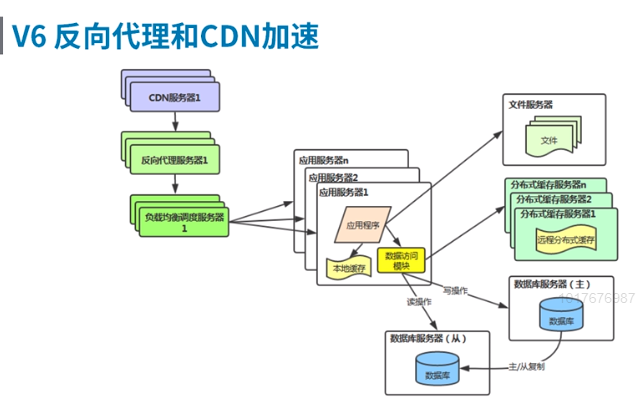 V6 反向代理和CDN加速
CDN服务器1
反向代理服务器1
负载均衡调度服务器
1
应用服务器n
应用服务器2
应用服务器1
应用程序
本地缓存
数据访问
模块
文件服务器
文件
分布式缓存服务器n
分布式缓存服务器2
分布式缓存服务器1
远程分布式缓存
写操作
读操作
数据库服务器（主）
1017676987
数据库
数据库服务器（从）
数据库
主/从复制